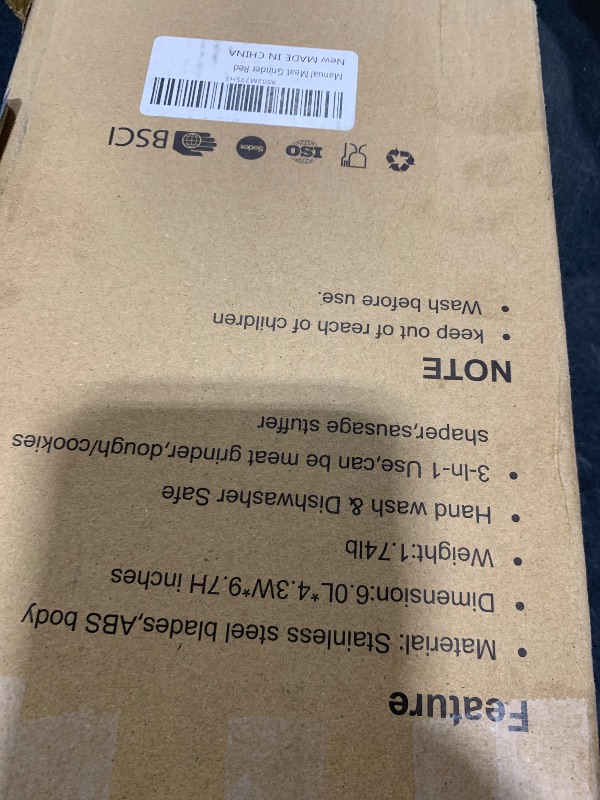 Feature
• Material: Stainless steel blades,ABS body
• Dimension:6.0L*4.3W*9.7H inches
• Weight:1.74lb
• Hand wash & Dishwasher Safe
• 3-In-1 Use,can be meat grinder,dough/cookies
shaper,sausage stuffer
NOTE
• keep out of reach of children
• Wash before use.
ISO
BSCI
Manual Meat Grinder Red
New MADE IN CHINA